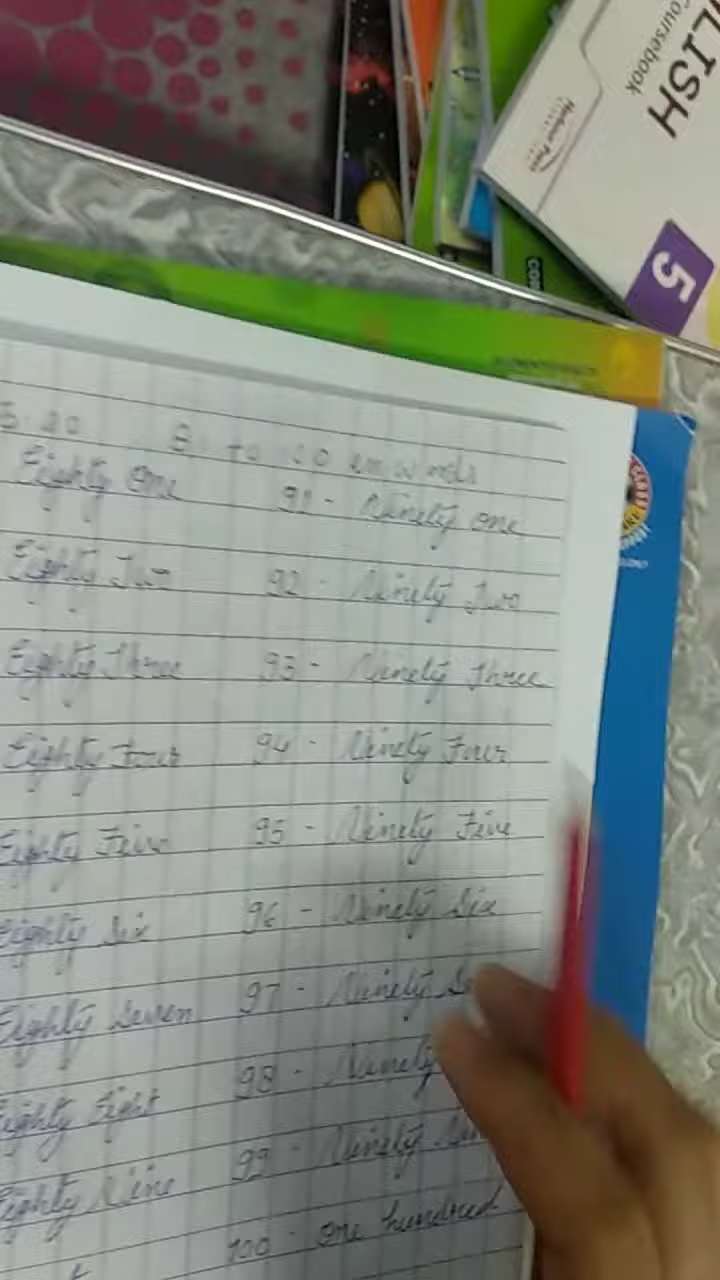 LISH
Coursebook
5
81 to 100 in words
Eighty One 91 - Ninety one
Eighty Two 92 - Ninety Two
Eighty Three 93 - Ninety Three
Eighty Four 94 - Ninety Four
Eighty Five 95 - Ninety Five
Eighty Six 96 - Ninety Six
Eighty Seven 97 - Ninety
Eighty Eight 98 - Ninety
Eighty Nine 99 - Ninety
100 - one hundred